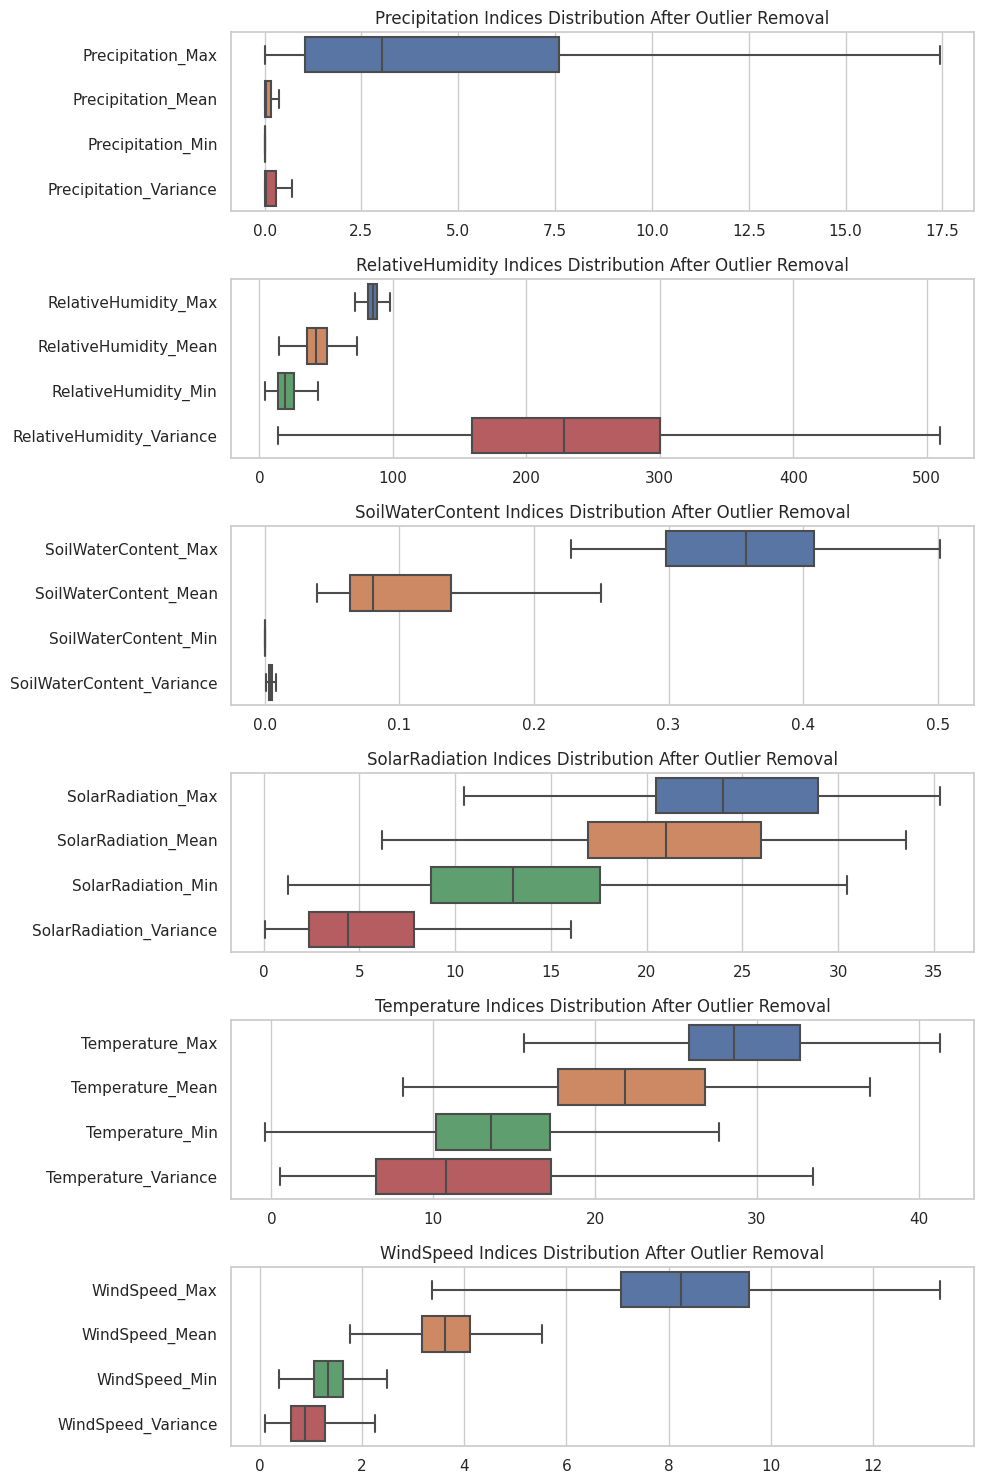 Precipitation Indices Distribution After Outlier Removal
Precipitation_Max
Precipitation_Mean
Precipitation_Min
Precipitation_Variance
0.0 2.5 5.0 7.5 10.0 12.5 15.0 17.5
RelativeHumidity Indices Distribution After Outlier Removal
RelativeHumidity_Max
RelativeHumidity_Mean
RelativeHumidity_Min
RelativeHumidity_Variance
0 100 200 300 400 500
SoilWaterContent Indices Distribution After Outlier Removal
SoilWaterContent_Max
SoilWaterContent_Mean
SoilWaterContent_Min
SoilWaterContent_Variance
0.0 0.1 0.2 0.3 0.4 0.5
SolarRadiation Indices Distribution After Outlier Removal
SolarRadiation_Max
SolarRadiation_Mean
SolarRadiation_Min
SolarRadiation_Variance
0 5 10 15 20 25 30 35
Temperature Indices Distribution After Outlier Removal
Temperature_Max
Temperature_Mean
Temperature_Min
Temperature_Variance
0 10 20 30 40
WindSpeed Indices Distribution After Outlier Removal
WindSpeed_Max
WindSpeed_Mean
WindSpeed_Min
WindSpeed_Variance
0 2 4 6 8 10 12